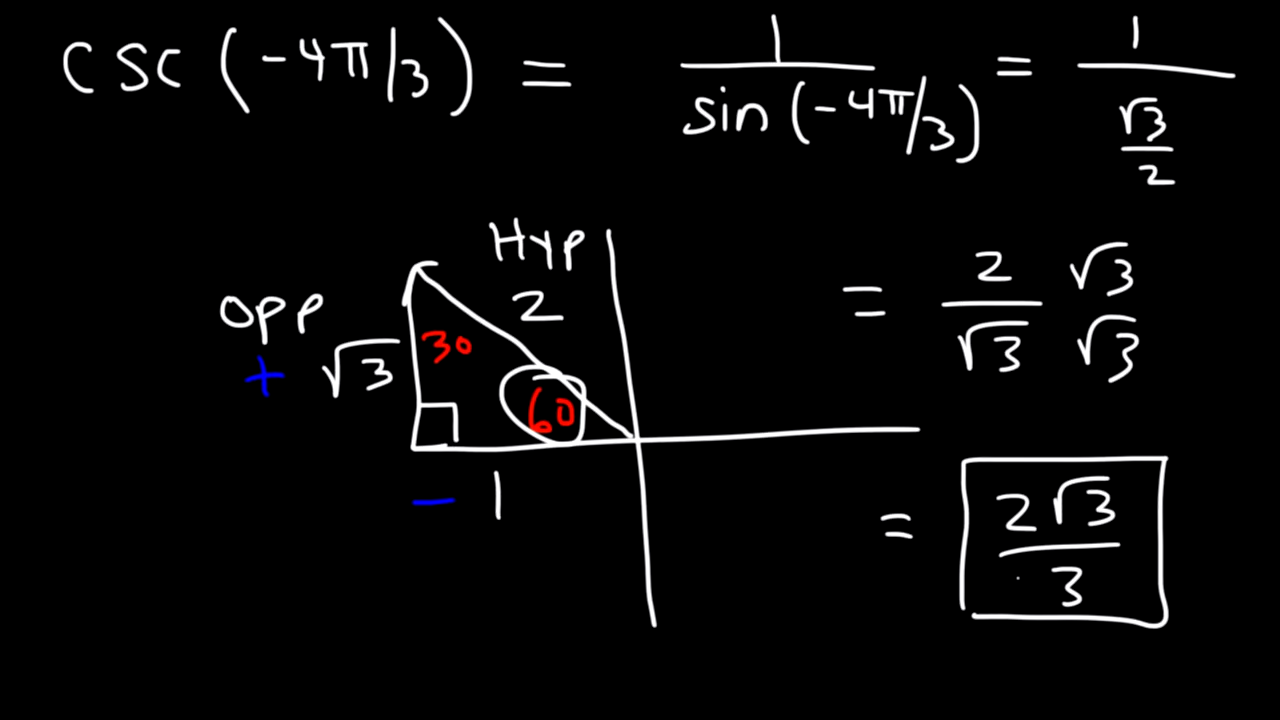 csc (-4π/3) = 1/sin (-4π/3) = 1/(√3/2)
Hyp
2
= 2/√3 √3/√3
opp
+ √3
30
60
- 1
= 2√3/3